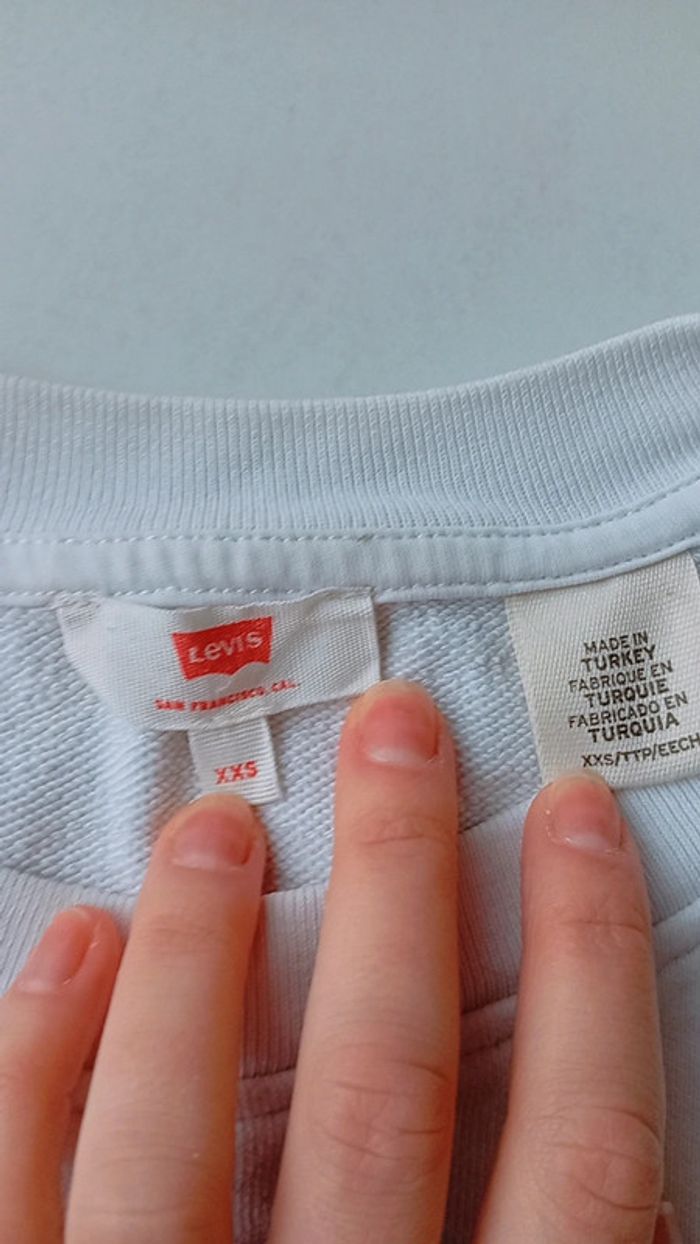 Levi's
SAN FRANCISCO, CAL.
XXS
MADE IN
TURKEY
FABRIQUE EN
TURQUIE
FABRICADO EN
TURQUIA
XXS/TTP/EECH